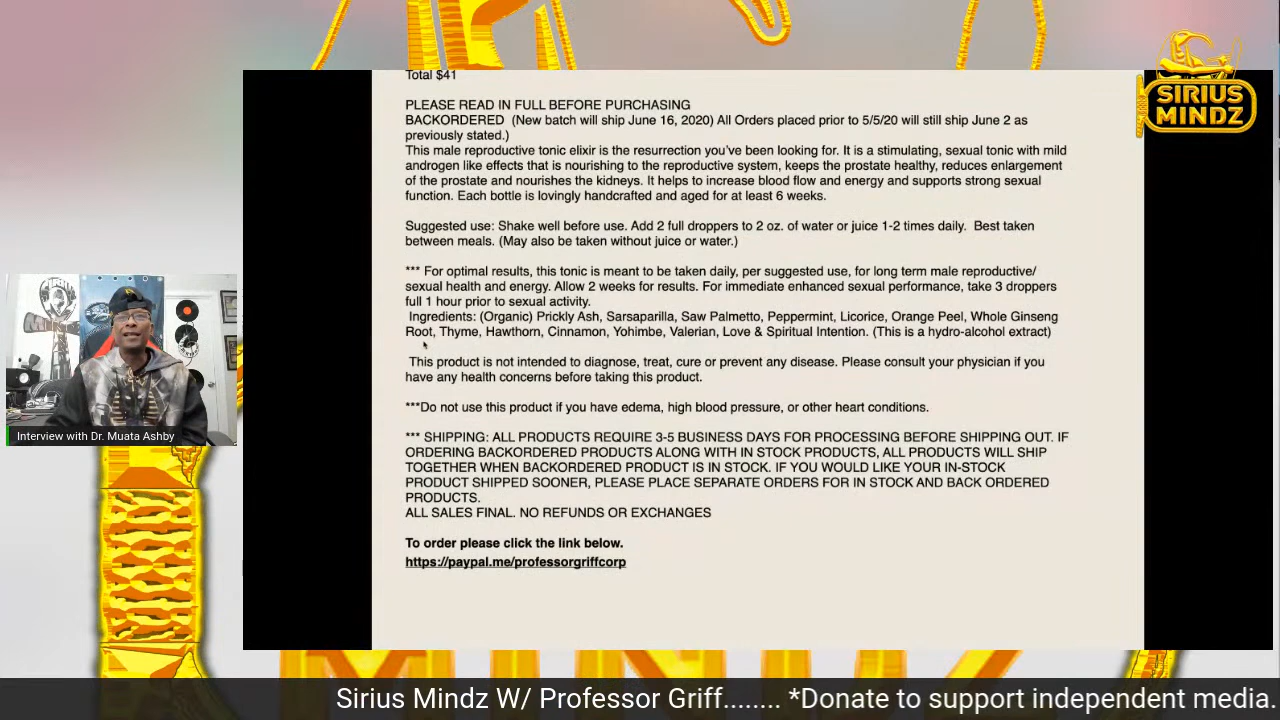 Total $41
PLEASE READ IN FULL BEFORE PURCHASING
BACKORDERED (New batch will ship June 16, 2020) All Orders placed prior to 5/5/20 will still ship June 2 as
previously stated.)
This male reproductive tonic elixir is the resurrection you've been looking for. It is a stimulating, sexual tonic with mild
androgen like effects that is nourishing to the reproductive system, keeps the prostate healthy, reduces enlargement
of the prostate and nourishes the kidneys. It helps to increase blood flow and energy and supports strong sexual
function. Each bottle is lovingly handcrafted and aged for at least 6 weeks.
Suggested use: Shake well before use. Add 2 full droppers to 2 oz. of water or juice 1-2 times daily. Best taken
between meals. (May also be taken without juice or water.)
*** For optimal results, this tonic is meant to be taken daily, per suggested use, for long term male reproductive/
sexual health and energy. Allow 2 weeks for results. For immediate enhanced sexual performance, take 3 droppers
full 1 hour prior to sexual activity.
Ingredients: (Organic) Prickly Ash, Sarsaparilla, Saw Palmetto, Peppermint, Licorice, Orange Peel, Whole Ginseng
Root, Thyme, Hawthorn, Cinnamon, Yohimbe, Valerian, Love & Spiritual Intention. (This is a hydro-alcohol extract)
This product is not intended to diagnose, treat, cure or prevent any disease. Please consult your physician if you
have any health concerns before taking this product.
***Do not use this product if you have edema, high blood pressure, or other heart conditions.
*** SHIPPING: ALL PRODUCTS REQUIRE 3-5 BUSINESS DAYS FOR PROCESSING BEFORE SHIPPING OUT. IF
ORDERING BACKORDERED PRODUCTS ALONG WITH IN STOCK PRODUCTS, ALL PRODUCTS WILL SHIP
TOGETHER WHEN BACKORDERED PRODUCT IS IN STOCK. IF YOU WOULD LIKE YOUR IN-STOCK
PRODUCT SHIPPED SOONER, PLEASE PLACE SEPARATE ORDERS FOR IN STOCK AND BACK ORDERED
PRODUCTS.
ALL SALES FINAL. NO REFUNDS OR EXCHANGES
To order please click the link below.
https://paypal.me/professorgriffcorp
SIRIUS
MINDZ
Interview with Dr. Muata Ashby
Sirius Mindz W/ Professor Griff........ *Donate to support independent media.